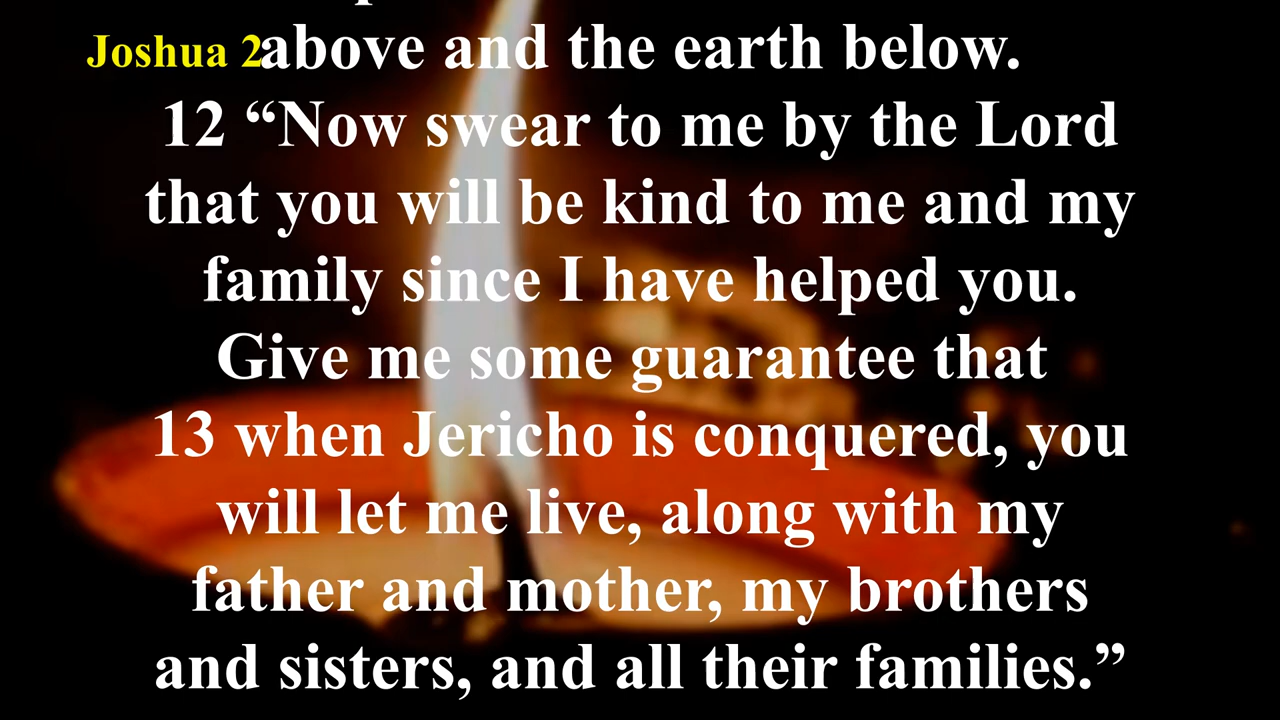 Joshua 2
above and the earth below.
12 “Now swear to me by the Lord
that you will be kind to me and my
family since I have helped you.
Give me some guarantee that
13 when Jericho is conquered, you
will let me live, along with my
father and mother, my brothers
and sisters, and all their families.”